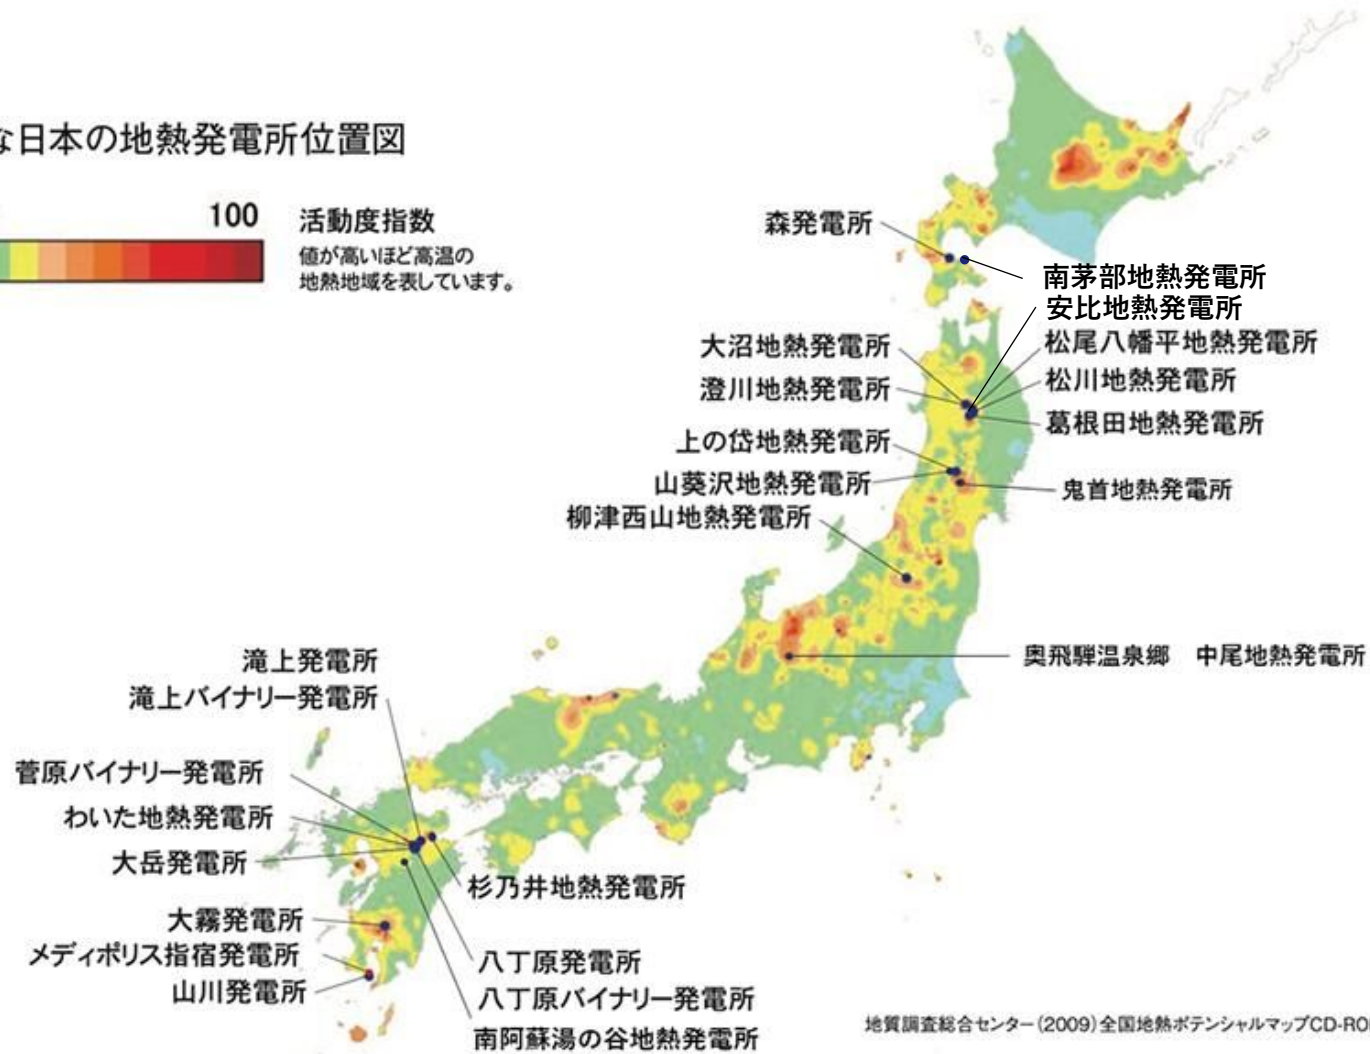 な日本の地熱発電所位置図
100
活動度指数
値が高いほど高温の
地熱地域を表しています。
森発電所
南茅部地熱発電所
安比地熱発電所
大沼地熱発電所
松尾八幡平地熱発電所
澄川地熱発電所
松川地熱発電所
葛根田地熱発電所
上の岱地熱発電所
山葵沢地熱発電所
鬼首地熱発電所
柳津西山地熱発電所
奥飛騨温泉郷 中尾地熱発電所
滝上発電所
滝上バイナリー発電所
菅原バイナリー発電所
わいた地熱発電所
大岳発電所
杉乃井地熱発電所
大霧発電所
メディポリス指宿発電所
山川発電所
八丁原発電所
八丁原バイナリー発電所
南阿蘇湯の谷地熱発電所
地質調査総合センター(2009)全国地熱ポテンシャルマップCD-RO